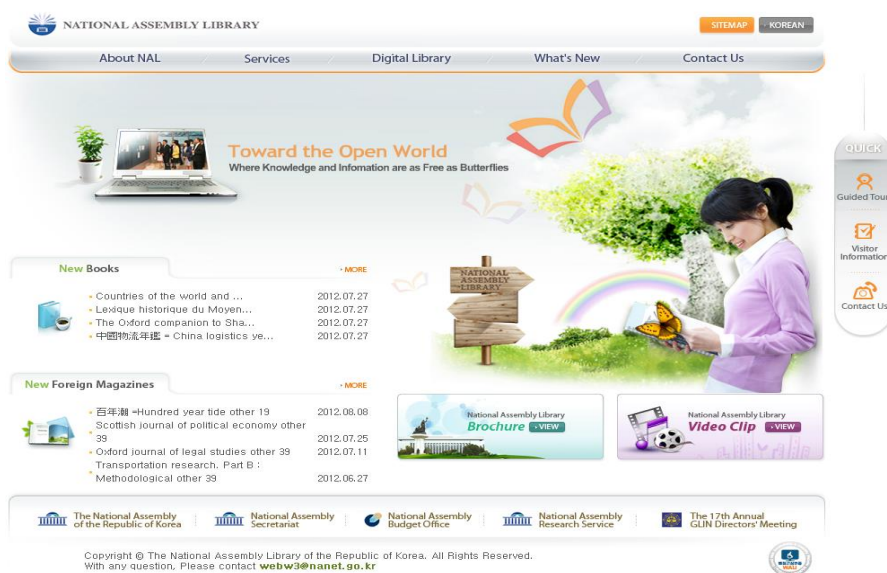 NATIONAL ASSEMBLY LIBRARY
SITEMAP
KOREAN
About NAL
Services
Digital Library
What's New
Contact Us
Toward the Open World
Where Knowledge and Infomation are as Free as Butterflies
QUICK
Guided Tour
Visitor
Information
Contact Us
New Books
MORE
Countries of the world and ... 2012.07.27
Lexique historique du Moyen... 2012.07.27
The Oxford companion to Sha... 2012.07.27
中國物流年鑑 = China logistics ye... 2012.07.27
NATIONAL
ASSEMBLY
LIBRARY
New Foreign Magazines
MORE
百年潮 =Hundred year tide other 19 2012.08.08
Scottish journal of political economy other
39 2012.07.25
Oxford journal of legal studies other 39 2012.07.11
Transportation research. Part B :
Methodological other 39 2012.06.27
National Assembly Library
Brochure VIEW
National Assembly Library
Video Clip VIEW
The National Assembly
of the Republic of Korea
National Assembly
Secretariat
National Assembly
Budget Office
National Assembly
Research Service
The 17th Annual
GLIN Directors' Meeting
Copyright © The National Assembly Library of the Republic of Korea. All Rights Reserved.
With any question, Please contact webw3@nanet.go.kr